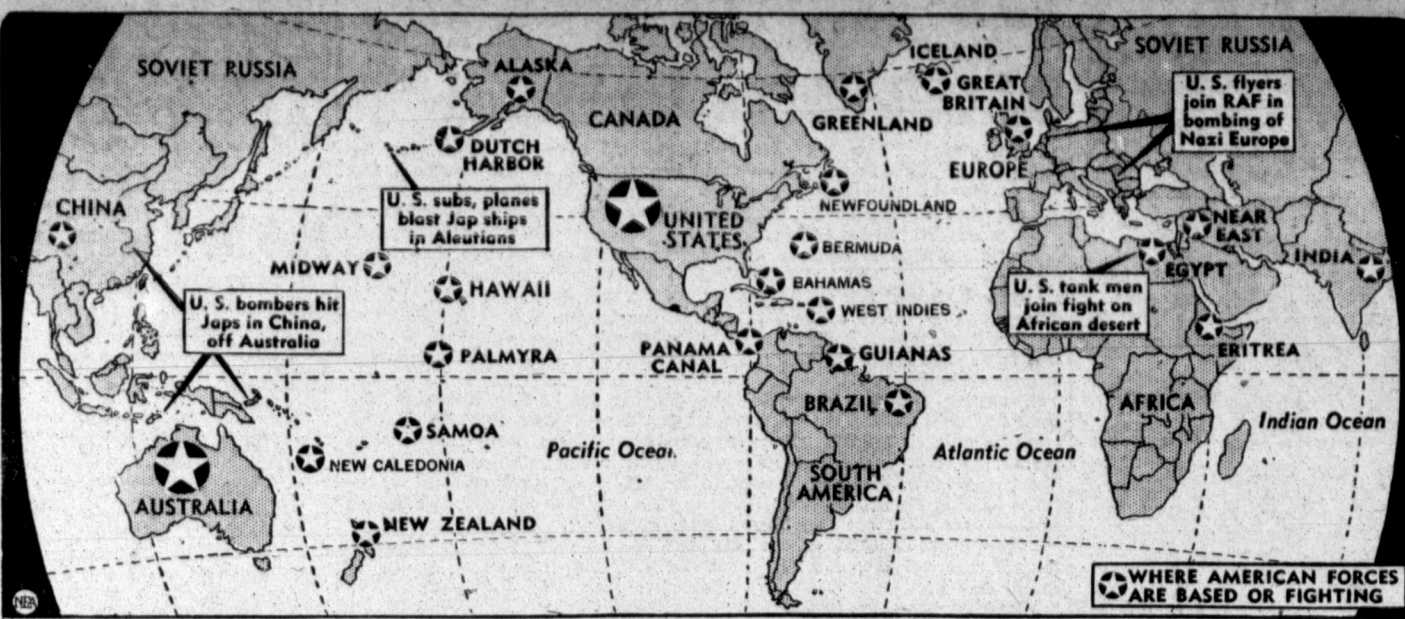 SOVIET RUSSIA
ALASKA
CANADA
GREENLAND
ICELAND
GREAT
BRITAIN
SOVIET RUSSIA
U. S. flyers
join RAF in
bombing of
Nazi Europe
DUTCH
HARBOR
EUROPE
U. S. subs, planes
blast Jap ships
in Aleutians
CHINA
UNITED
STATES
NEWFOUNDLAND
BERMUDA
NEAR
EAST
EGYPT
INDIA
MIDWAY
HAWAII
BAHAMAS
WEST INDIES
U. S. tank men
join fight on
African desert
U. S. bombers hit
Japs in China,
off Australia
PALMYRA
PANAMA
CANAL
GUIANAS
ERITREA
BRAZIL
AFRICA
SAMOA
NEW CALEDONIA
Pacific Ocean
Atlantic Ocean
Indian Ocean
SOUTH
AMERICA
AUSTRALIA
NEW ZEALAND
WHERE AMERICAN FORCES
ARE BASED OR FIGHTING
NEA